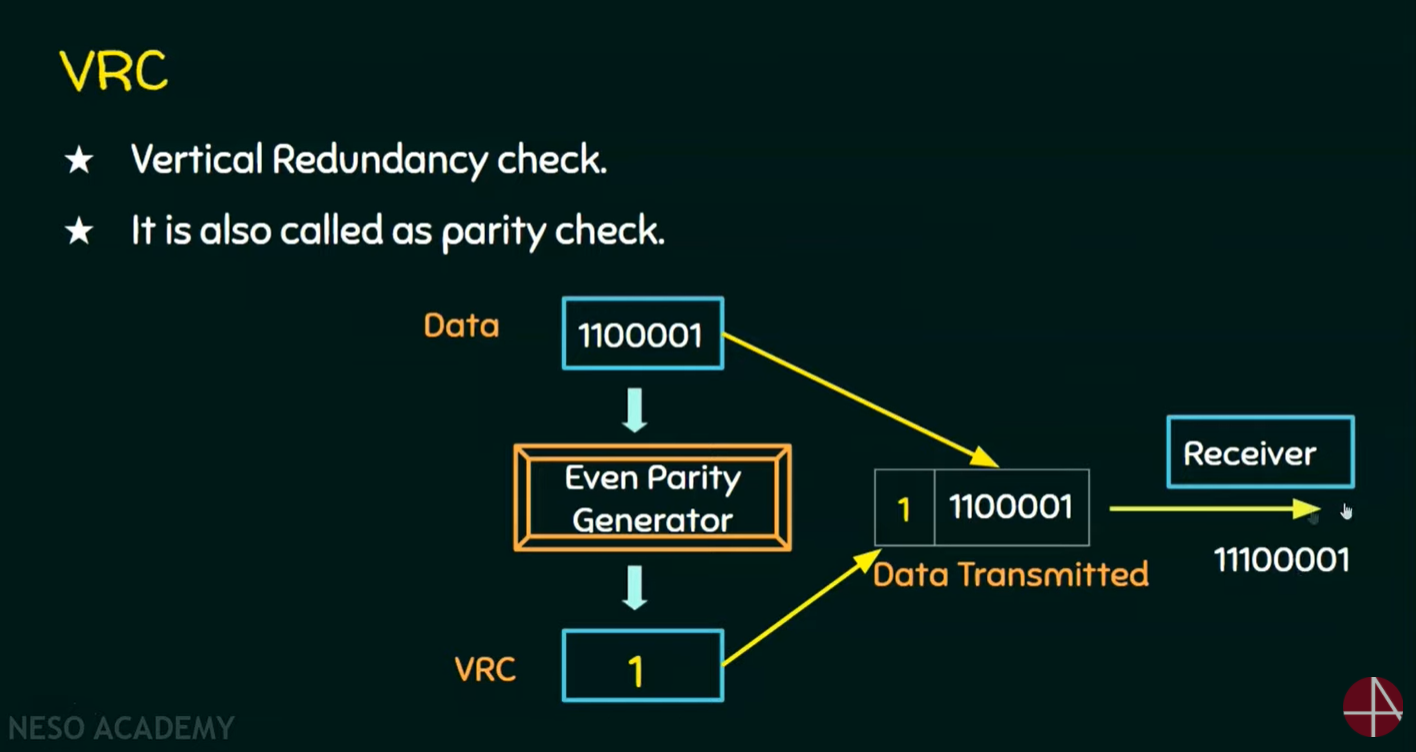 VRC
★ Vertical Redundancy check.
★ It is also called as parity check.
Data
1100001
Even Parity
Generator
VRC
1
1
1100001
Data Transmitted
Receiver
11100001
NESO ACADEMY